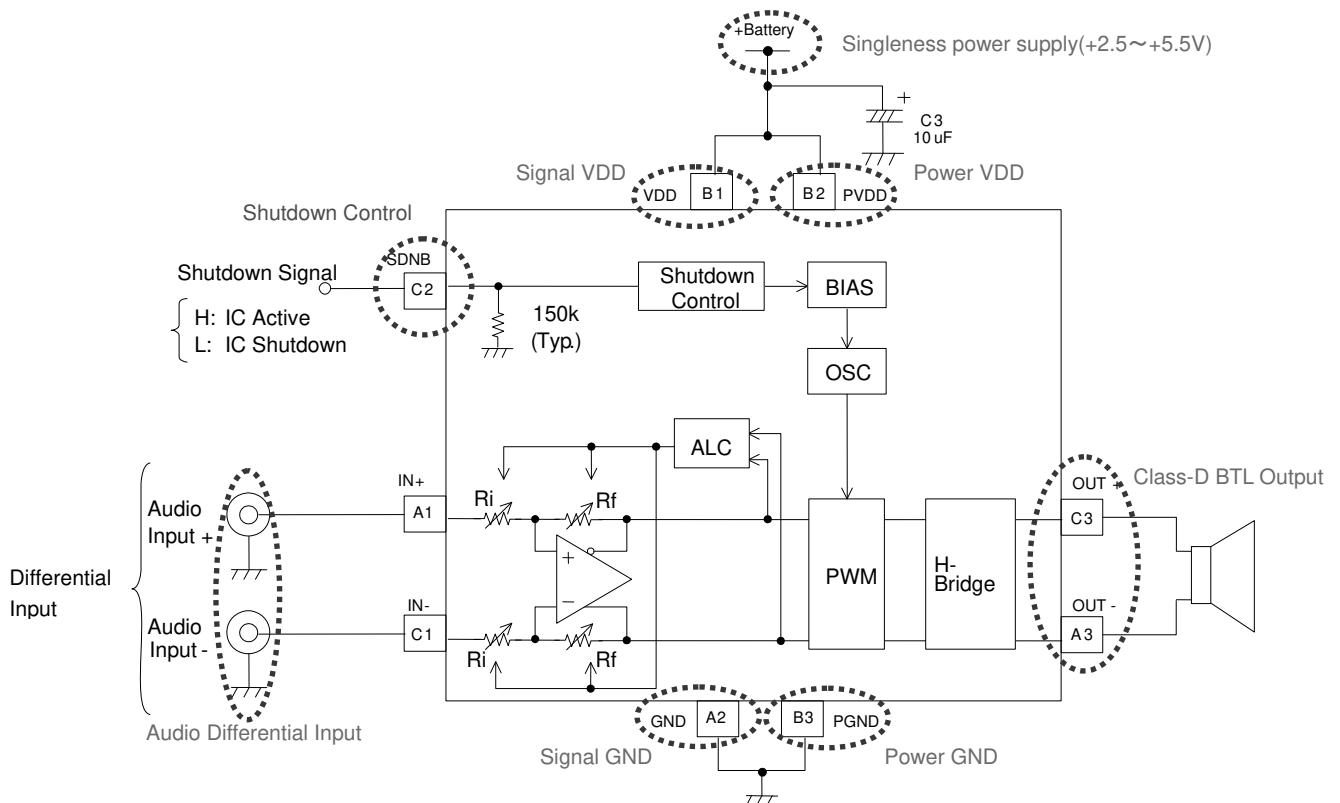 +Battery
Singleness power supply(+2.5～+5.5V)
+
C3
10 uF
Signal VDD
VDD
B1
B2
PVDD
Power VDD
Shutdown Control
SDNB
Shutdown Signal
C2
H: IC Active
L: IC Shutdown
150k
(Typ.)
Shutdown
Control
BIAS
OSC
ALC
Differential
Input
Audio
Input +
IN+
A1
Ri
Rf
+
-
PWM
H-
Bridge
OUT +
C3
Class-D BTL Output
Audio
Input -
IN-
C1
Ri
Rf
OUT -
A3
Audio Differential Input
GND
A2
B3
PGND
Signal GND
Power GND